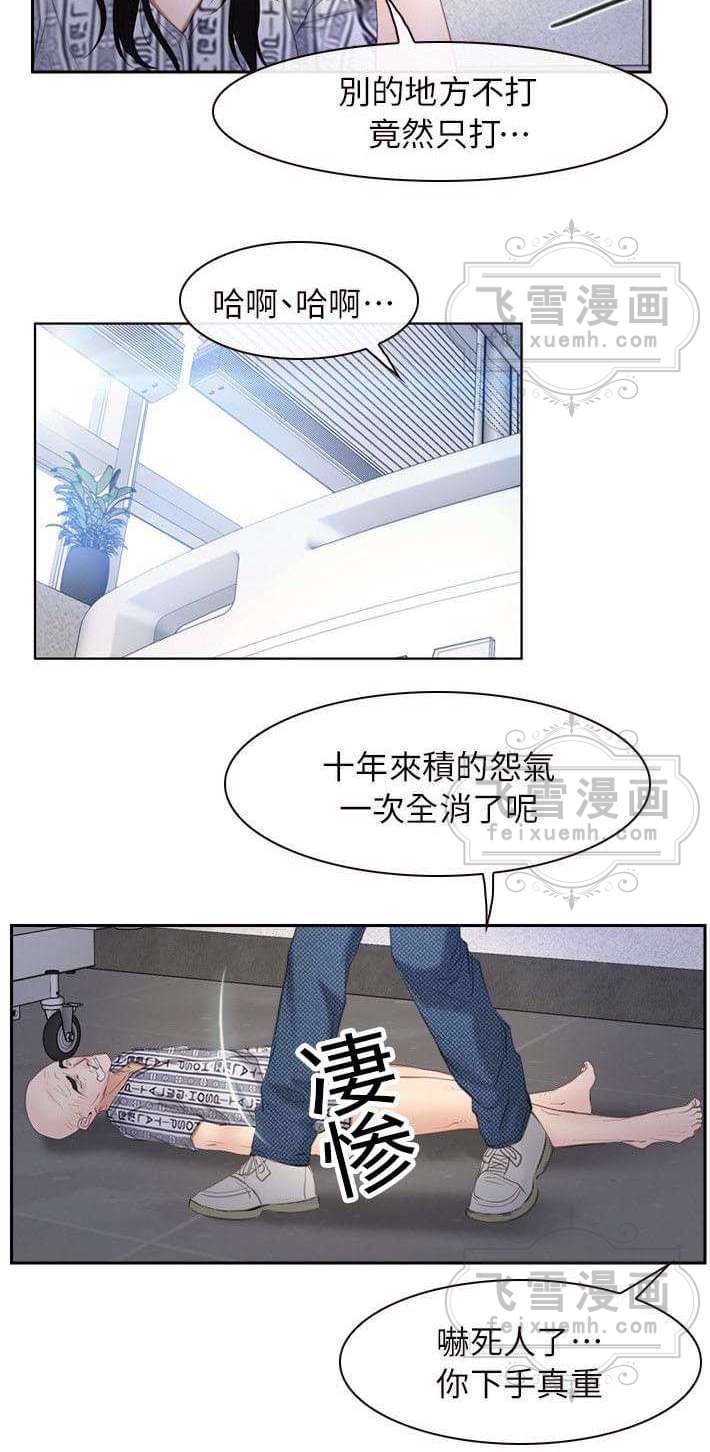 別的地方不打
竟然只打…
飞雪漫画
feixuemh.com
哈啊、哈啊…
十年來積的怨氣
一次全消了呢
飞雪漫画
feixuemh.com
凄
惨
飞雪漫画
feixuemh.com
嚇死人了…
你下手真重